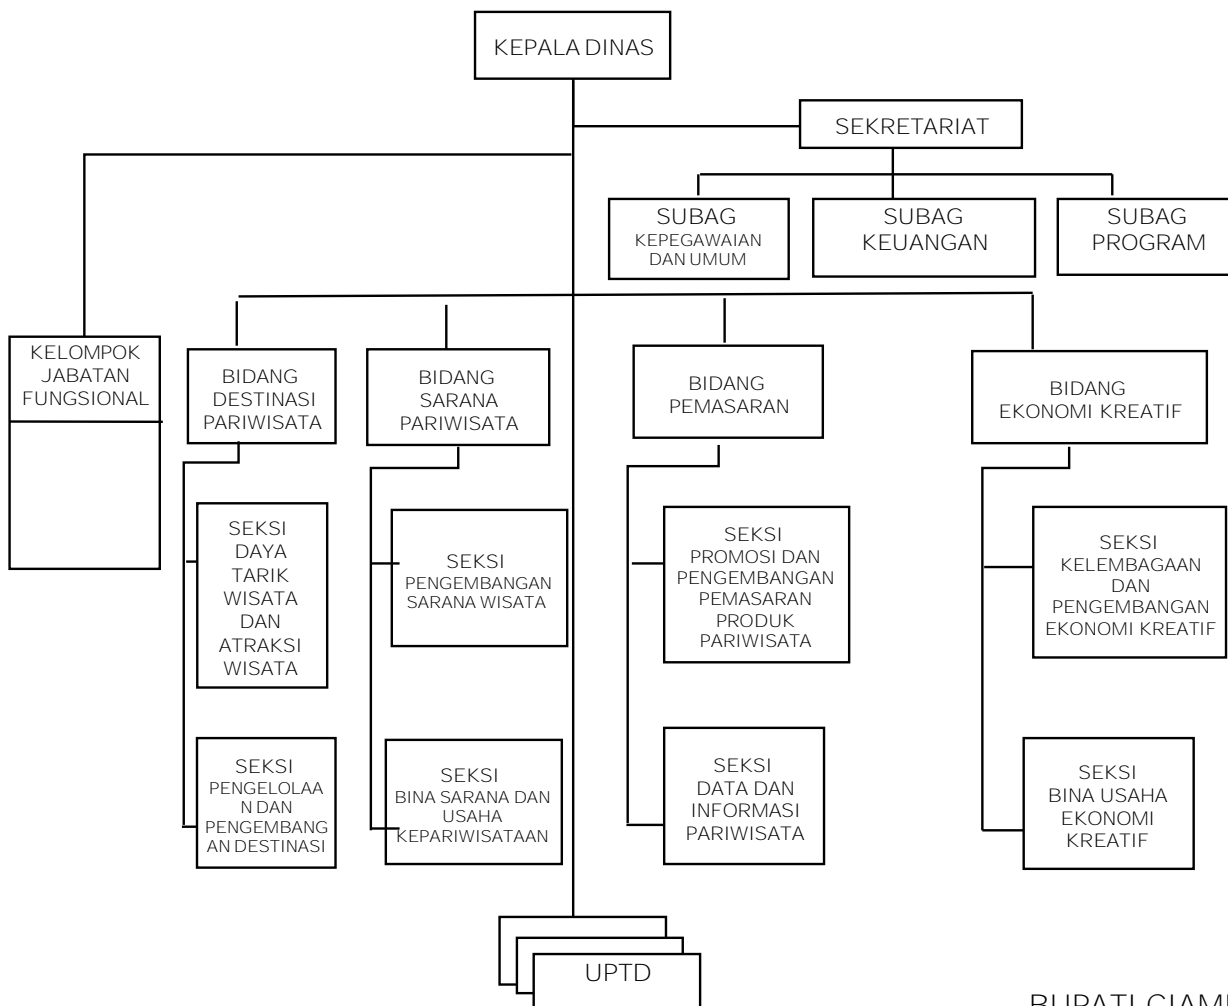 KEPALA DINAS
SEKRETARIAT
SUBAG
KEPEGAWAIAN
DAN UMUM
SUBAG
KEUANGAN
SUBAG
PROGRAM
KELOMPOK
JABATAN
FUNGSIONAL
BIDANG
DESTINASI
PARIWISATA
BIDANG
SARANA
PARIWISATA
BIDANG
PEMASARAN
BIDANG
EKONOMI KREATIF
SEKSI
DAYA
TARIK
WISATA
DAN
ATRAKSI
WISATA
SEKSI
PENGEMBANGAN
SARANA WISATA
SEKSI
PROMOSI DAN
PENGEMBANGAN
PEMASARAN
PRODUK
PARIWISATA
SEKSI
KELEMBAGAAN
DAN
PENGEMBANGAN
EKONOMI KREATIF
SEKSI
PENGELOLAA
N DAN
PENGEMBANG
AN DESTINASI
SEKSI
BINA SARANA DAN
USAHA
KEPARIWISATAAN
SEKSI
DATA DAN
INFORMASI
PARIWISATA
SEKSI
BINA USAHA
EKONOMI
KREATIF
UPTD
BUPATI